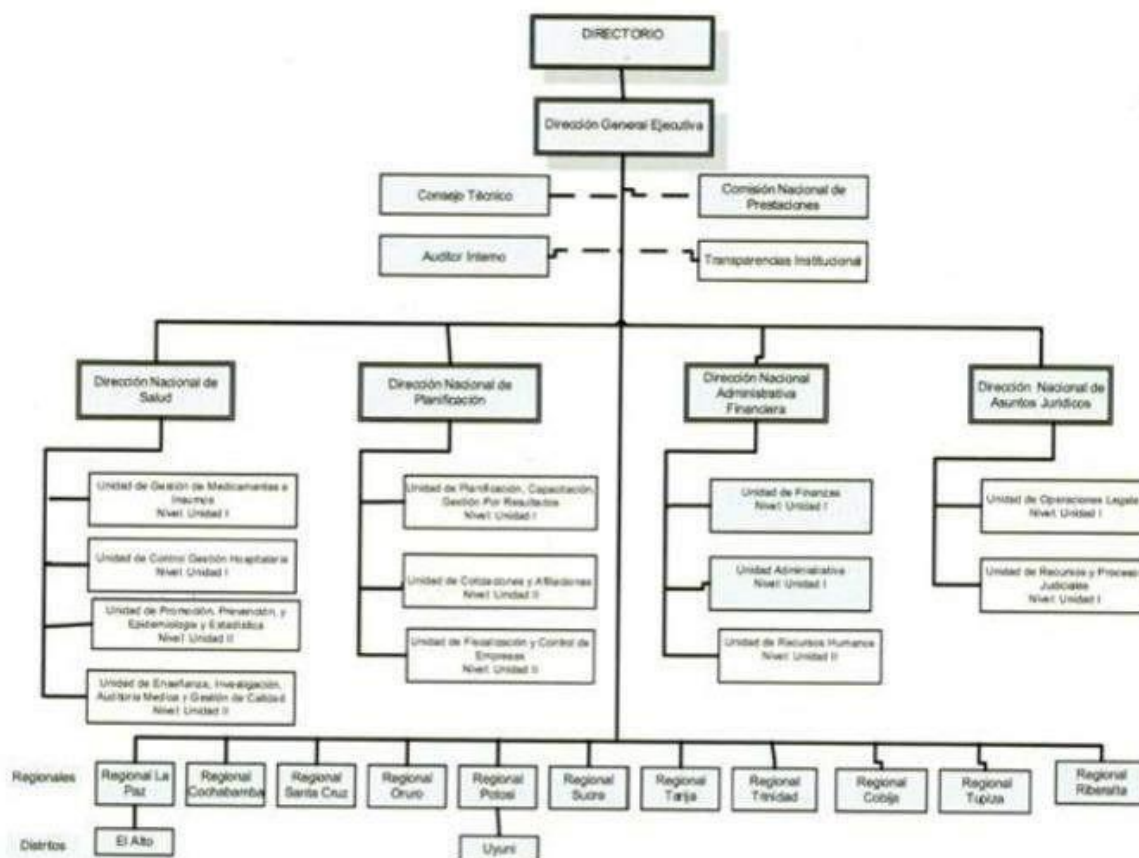 DIRECTORIO
Dirección General Ejecutiva
Consejo Técnico
Comisión Nacional de
Prestaciones
Auditor Interno
Transparencias Institucional
Dirección Nacional de
Salud
Dirección Nacional de
Planificación
Dirección Nacional
Administrativa
Financiera
Dirección Nacional de
Asuntos Jurídicos
Unidad de Gestión de Medicamentos e
Insumos
Nivel: Unidad I
Unidad de Control Gestión Hospitalaria
Nivel: Unidad I
Unidad de Promoción, Prevención, y
Epidemiologia y Estadística
Nivel: Unidad II
Unidad de Enseñanza, Investigación,
Auditoria Medica y Gestión de Calidad
Nivel: Unidad II
Unidad de Planificación, Capacitación,
Gestión Por Resultados
Nivel: Unidad I
Unidad de Cotizaciones y Afiliaciones
Nivel: Unidad II
Unidad de Fiscalización y Control de
Empresas
Nivel: Unidad II
Unidad de Finanzas
Nivel: Unidad I
Unidad Administrativa
Nivel: Unidad I
Unidad de Recursos Humanos
Nivel: Unidad II
Unidad de Operaciones Legale
Nivel: Unidad I
Unidad de Recursos y Proceso
Judiciales
Nivel: Unidad I
Regionales
Regional La
Paz
Regional
Cochabamba
Regional
Santa Cruz
Regional
Oruro
Regional
Potosi
Regional
Sucre
Regional
Tarija
Regional
Trinidad
Regional
Cobija
Regional
Tupiza
Regional
Riberalta
Distritos
El Alto
Uyuni